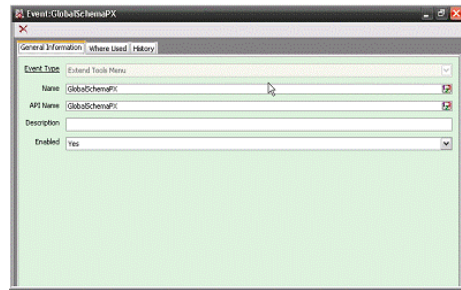 Event:GlobalSchemaPX
General Information Where Used History
Event Type Extend Tools Menu
Name GlobalSchemaPX
API Name GlobalSchemaPX
Description
Enabled Yes